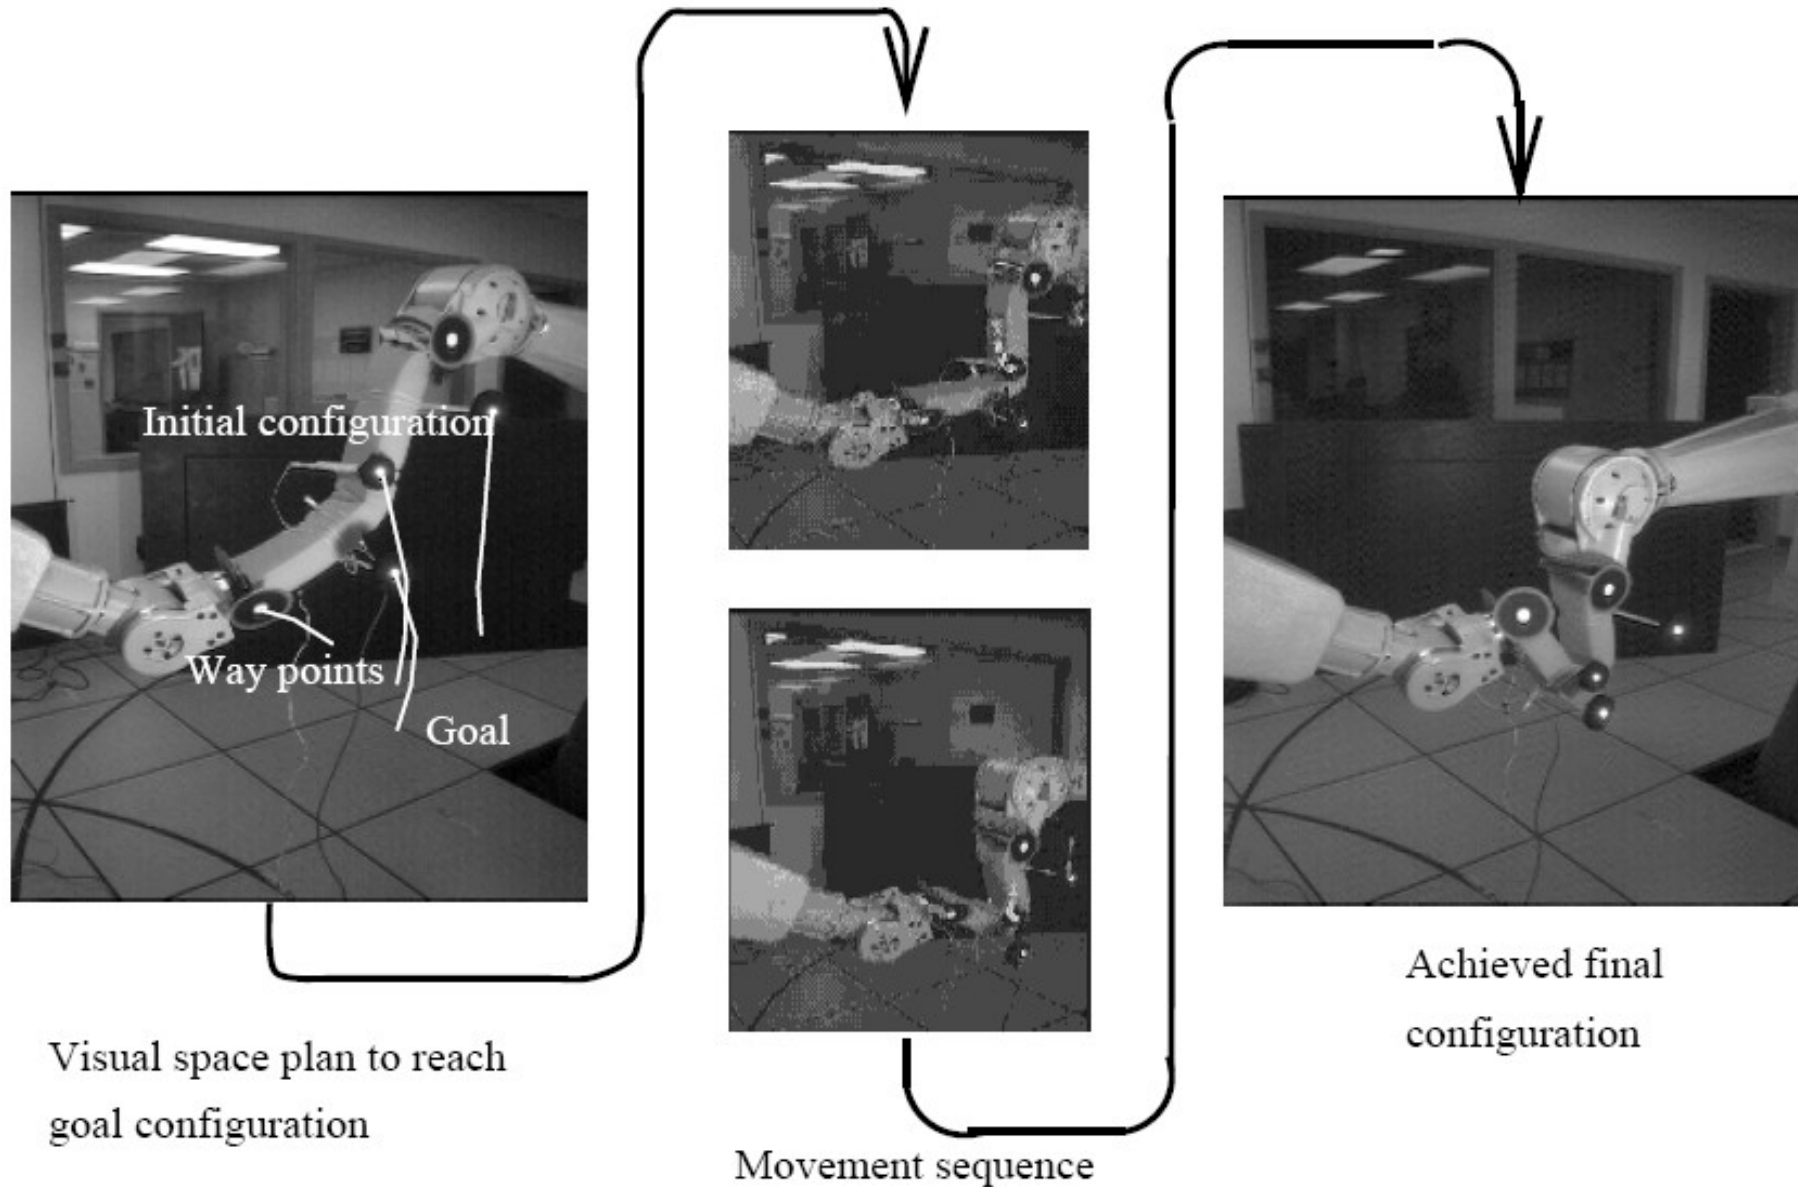 Initial configuration
Way points
Goal
Visual space plan to reach
goal configuration
Movement sequence
Achieved final
configuration